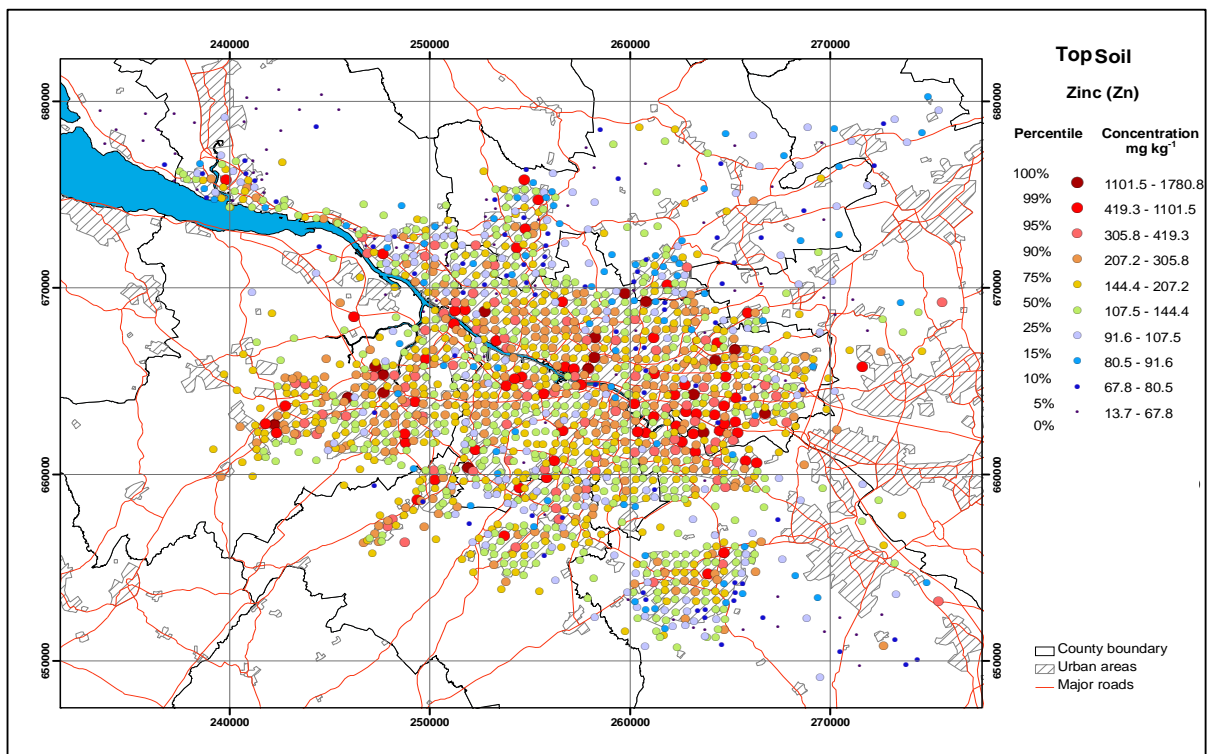 240000 250000 260000 270000
TopSoil
Zinc (Zn)
Percentile Concentration
mg kg-1
100%
1101.5 - 1780.8
99%
419.3 - 1101.5
95%
305.8 - 419.3
90%
207.2 - 305.8
75%
144.4 - 207.2
50%
107.5 - 144.4
25%
91.6 - 107.5
15%
80.5 - 91.6
10%
67.8 - 80.5
5%
13.7 - 67.8
0%
680000 680000
670000 670000
660000 660000
650000 650000
County boundary
Urban areas
Major roads
240000 250000 260000 270000